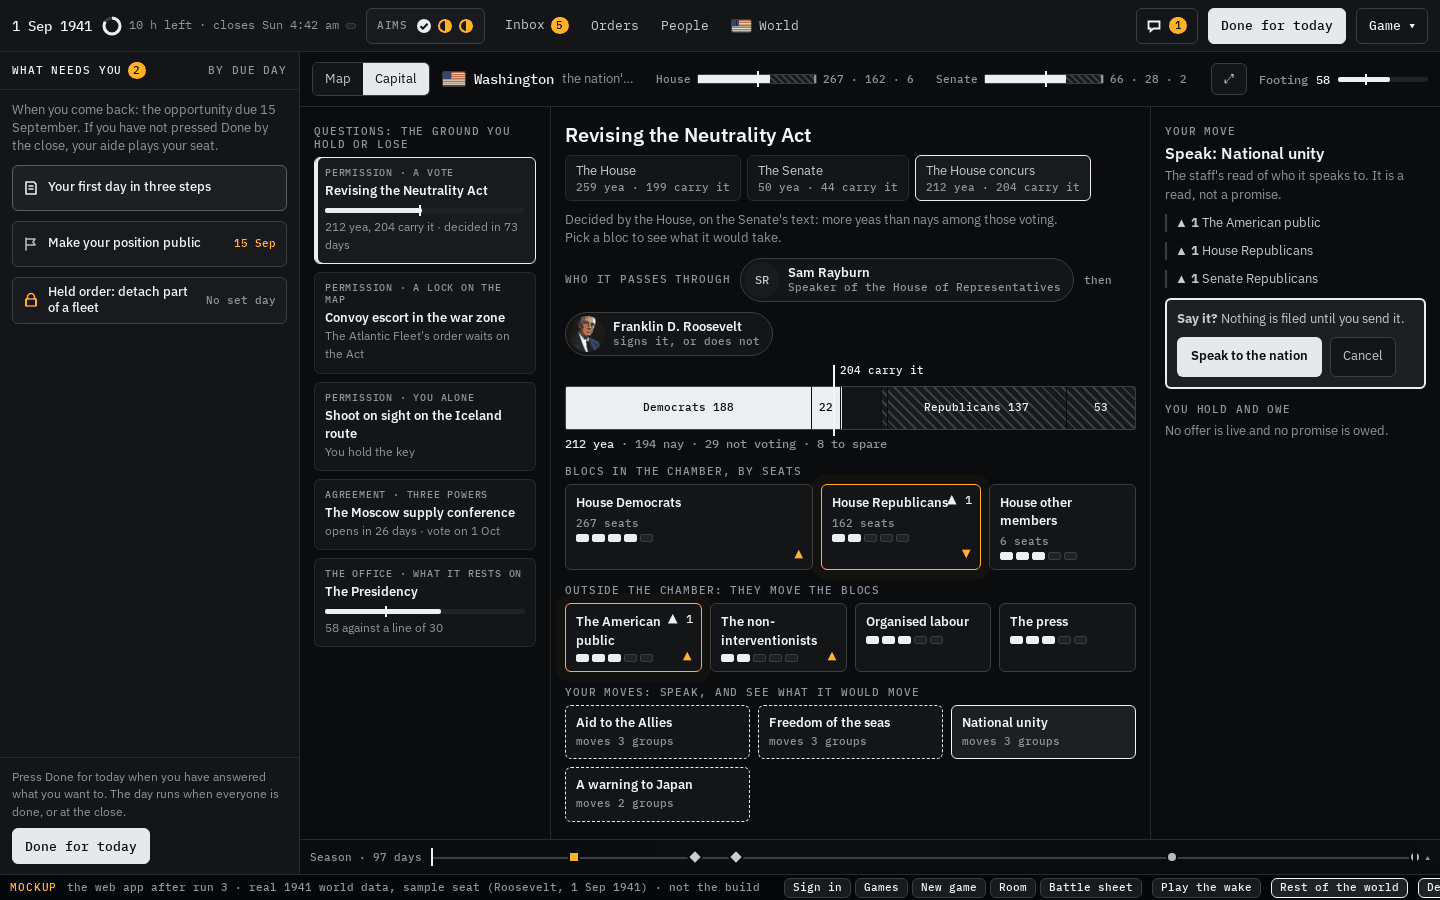 1 Sep 1941
10 h left · closes Sun 4:42 am
AIMS
Inbox 5
Orders
People
World
1
Done for today
Game ▾
WHAT NEEDS YOU 2
BY DUE DAY
When you come back: the opportunity due 15
September. If you have not pressed Done by
the close, your aide plays your seat.
Your first day in three steps
Make your position public
15 Sep
Held order: detach part
of a fleet
No set day
Press Done for today when you have answered
what you want to. The day runs when everyone is
done, or at the close.
Done for today
Map
Capital
Washington
the nation'…
House
267 · 162 · 6
Senate
66 · 28 · 2
Footing 58
QUESTIONS: THE GROUND YOU
HOLD OR LOSE
PERMISSION · A VOTE
Revising the Neutrality Act
212 yea, 204 carry it · decided in 73
days
PERMISSION · A LOCK ON THE
MAP
Convoy escort in the war zone
The Atlantic Fleet's order waits on
the Act
PERMISSION · YOU ALONE
Shoot on sight on the Iceland
route
You hold the key
AGREEMENT · THREE POWERS
The Moscow supply conference
opens in 26 days · vote on 1 Oct
THE OFFICE · WHAT IT RESTS ON
The Presidency
58 against a line of 30
Revising the Neutrality Act
The House
259 yea · 199 carry it
The Senate
50 yea · 44 carry it
The House concurs
212 yea · 204 carry it
Decided by the House, on the Senate's text: more yeas than nays among those voting.
Pick a bloc to see what it would take.
WHO IT PASSES THROUGH
SR
Sam Rayburn
Speaker of the House of Representatives
then
Franklin D. Roosevelt
signs it, or does not
204 carry it
Democrats 188
22
Republicans 137
53
212 yea · 194 nay · 29 not voting · 8 to spare
BLOCS IN THE CHAMBER, BY SEATS
House Democrats
267 seats
▲
House Republicans
▲ 1
162 seats
▼
House other
members
6 seats
OUTSIDE THE CHAMBER: THEY MOVE THE BLOCS
The American
public
▲ 1
▲
The non-
interventionists
▲
Organised labour
The press
YOUR MOVES: SPEAK, AND SEE WHAT IT WOULD MOVE
Aid to the Allies
moves 3 groups
Freedom of the seas
moves 3 groups
National unity
moves 3 groups
A warning to Japan
moves 2 groups
YOUR MOVE
Speak: National unity
The staff's read of who it speaks to. It is a
read, not a promise.
▲ 1 The American public
▲ 1 House Republicans
▲ 1 Senate Republicans
Say it? Nothing is filed until you send it.
Speak to the nation
Cancel
YOU HOLD AND OWE
No offer is live and no promise is owed.
Season · 97 days
MOCKUP the web app after run 3 · real 1941 world data, sample seat (Roosevelt, 1 Sep 1941) · not the build
Sign in
Games
New game
Room
Battle sheet
Play the wake
Rest of the world
De